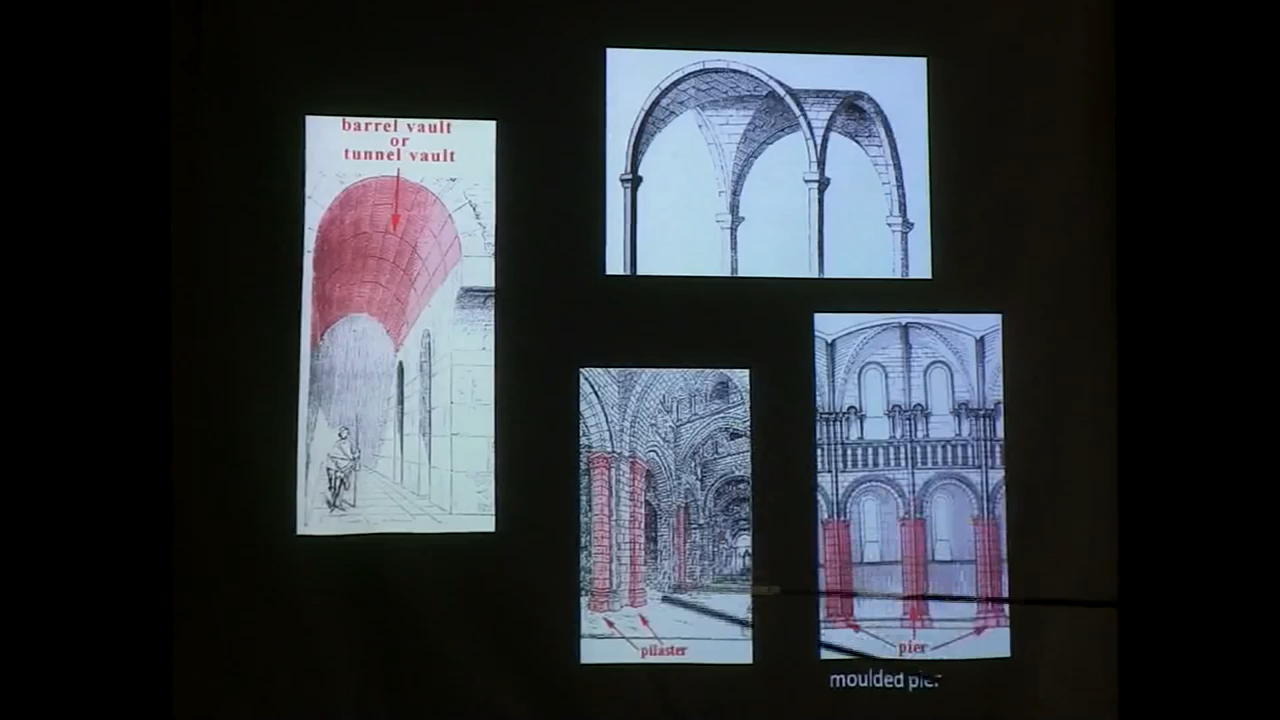 barrel vault
or
tunnel vault
pilaster
pier
moulded pier